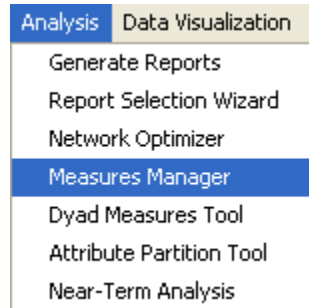 Analysis Data Visualization
Generate Reports
Report Selection Wizard
Network Optimizer
Measures Manager
Dyad Measures Tool
Attribute Partition Tool
Near-Term Analysis